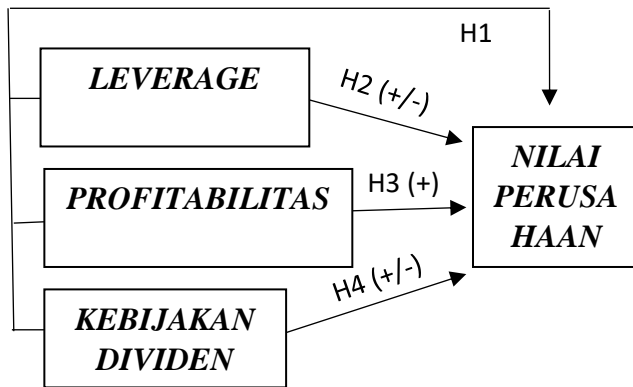 H1
LEVERAGE
H2 (+/-)
PROFITABILITAS
H3 (+)
NILAI
PERUSA
HAAN
H4 (+/-)
KEBIJAKAN
DIVIDEN